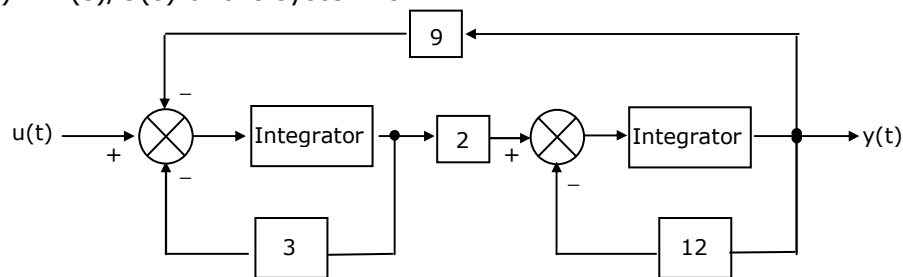 9
−
u(t)
+
Integrator
2
+
Integrator
y(t)
−
−
3
12